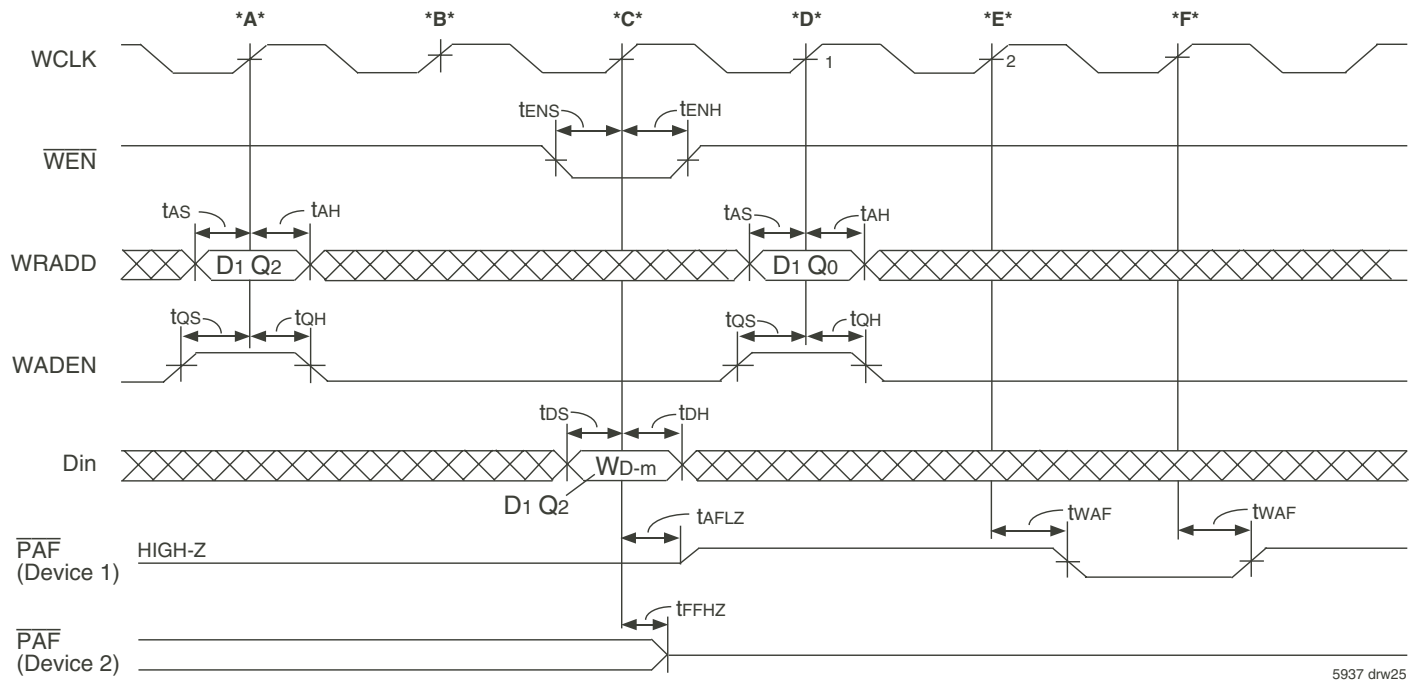 *A* *B* *C* *D* *E* *F*
WCLK
1 2
tENS tENH
WEN
tAS tAH tAS tAH
WRADD D1 Q2 D1 Q0
tQS tQH tQS tQH
WADEN
tDS tDH
Din WD-m
D1 Q2
tAFLZ tWAF tWAF
PAF HIGH-Z
(Device 1)
tFFHZ
PAF
(Device 2)
5937 drw25